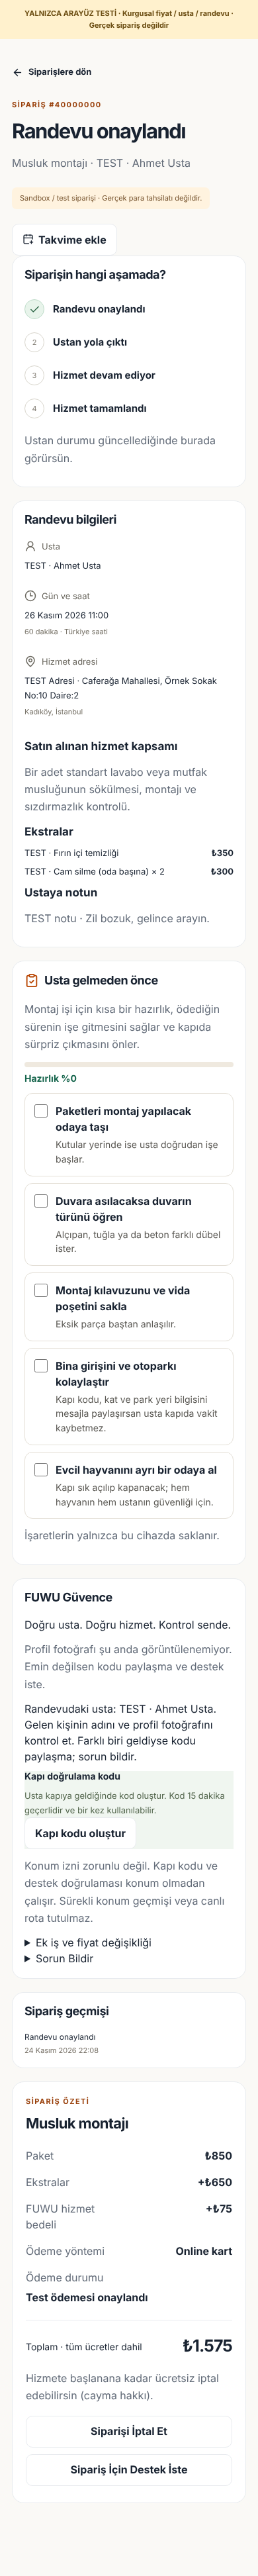 YALNIZCA ARAYÜZ TESTİ · Kurgusal fiyat / usta / randevu ·
Gerçek sipariş değildir
Siparişlere dön
SİPARİŞ #40000000
Randevu onaylandı
Musluk montajı · TEST · Ahmet Usta
Sandbox / test siparişi · Gerçek para tahsilatı değildir.
Takvime ekle
Siparişin hangi aşamada?
Randevu onaylandı
2 Ustan yola çıktı
3 Hizmet devam ediyor
4 Hizmet tamamlandı
Ustan durumu güncellediğinde burada
görürsün.
Randevu bilgileri
Usta
TEST · Ahmet Usta
Gün ve saat
26 Kasım 2026 11:00
60 dakika · Türkiye saati
Hizmet adresi
TEST Adresi · Caferağa Mahallesi, Örnek Sokak
No:10 Daire:2
Kadıköy, İstanbul
Satın alınan hizmet kapsamı
Bir adet standart lavabo veya mutfak
musluğunun sökülmesi, montajı ve
sızdırmazlık kontrolü.
Ekstralar
TEST · Fırın içi temizliği ₺350
TEST · Cam silme (oda başına) × 2 ₺300
Ustaya notun
TEST notu · Zil bozuk, gelince arayın.
Usta gelmeden önce
Montaj işi için kısa bir hazırlık, ödediğin
sürenin işe gitmesini sağlar ve kapıda
sürpriz çıkmasını önler.
Hazırlık %0
Paketleri montaj yapılacak
odaya taşı
Kutular yerinde ise usta doğrudan işe
başlar.
Duvara asılacaksa duvarın
türünü öğren
Alçıpan, tuğla ya da beton farklı dübel
ister.
Montaj kılavuzunu ve vida
poşetini sakla
Eksik parça baştan anlaşılır.
Bina girişini ve otoparkı
kolaylaştır
Kapı kodu, kat ve park yeri bilgisini
mesajla paylaşırsan usta kapıda vakit
kaybetmez.
Evcil hayvanını ayrı bir odaya al
Kapı sık açılıp kapanacak; hem
hayvanın hem ustanın güvenliği için.
İşaretlerin yalnızca bu cihazda saklanır.
FUWU Güvence
Doğru usta. Doğru hizmet. Kontrol sende.
Profil fotoğrafı şu anda görüntülenemiyor.
Emin değilsen kodu paylaşma ve destek
iste.
Randevudaki usta: TEST · Ahmet Usta.
Gelen kişinin adını ve profil fotoğrafını
kontrol et. Farklı biri geldiyse kodu
paylaşma; sorun bildir.
Kapı doğrulama kodu
Usta kapıya geldiğinde kod oluştur. Kod 15 dakika
geçerlidir ve bir kez kullanılabilir.
Kapı kodu oluştur
Konum izni zorunlu değil. Kapı kodu ve
destek doğrulaması konum olmadan
çalışır. Sürekli konum geçmişi veya canlı
rota tutulmaz.
Ek iş ve fiyat değişikliği
Sorun Bildir
Sipariş geçmişi
Randevu onaylandı
24 Kasım 2026 22:08
SİPARİŞ ÖZETİ
Musluk montajı
Paket ₺850
Ekstralar +₺650
FUWU hizmet +₺75
bedeli
Ödeme yöntemi Online kart
Ödeme durumu
Test ödemesi onaylandı
Toplam · tüm ücretler dahil ₺1.575
Hizmete başlanana kadar ücretsiz iptal
edebilirsin (cayma hakkı).
Siparişi İptal Et
Sipariş İçin Destek İste